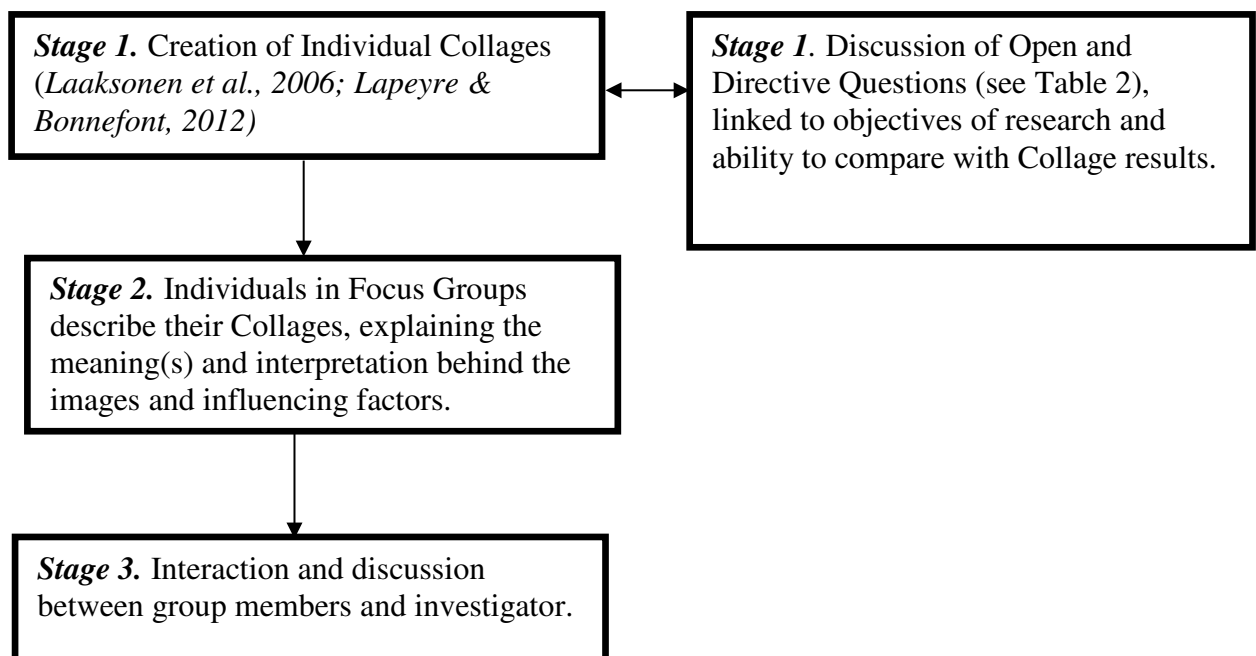 Stage 1. Creation of Individual Collages
(Laaksonen et al., 2006; Lapeyre &
Bonnefont, 2012)
Stage 1. Discussion of Open and
Directive Questions (see Table 2),
linked to objectives of research and
ability to compare with Collage results.
Stage 2. Individuals in Focus Groups
describe their Collages, explaining the
meaning(s) and interpretation behind the
images and influencing factors.
Stage 3. Interaction and discussion
between group members and investigator.